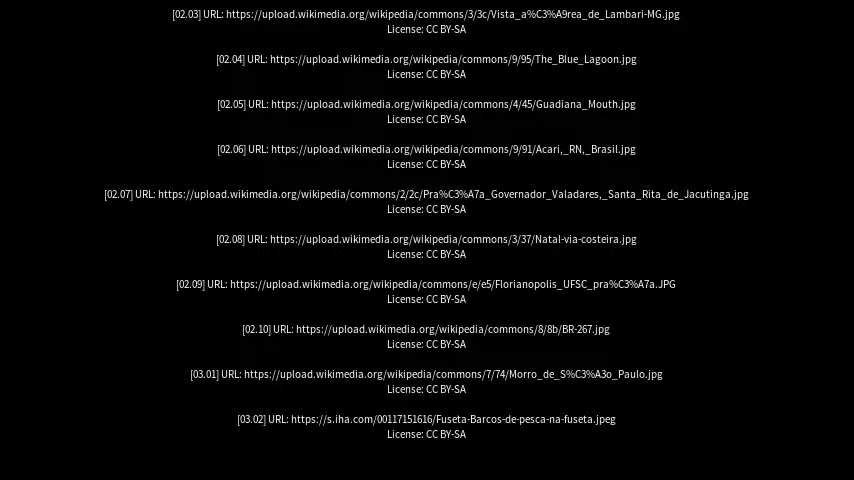 [02.03] URL: https://upload.wikimedia.org/wikipedia/commons/3/3c/Vista_a%C3%A9rea_de_Lambari-MG.jpg
License: CC BY-SA
[02.04] URL: https://upload.wikimedia.org/wikipedia/commons/9/95/The_Blue_Lagoon.jpg
License: CC BY-SA
[02.05] URL: https://upload.wikimedia.org/wikipedia/commons/4/45/Guadiana_Mouth.jpg
License: CC BY-SA
[02.06] URL: https://upload.wikimedia.org/wikipedia/commons/9/91/Acari,_RN,_Brasil.jpg
License: CC BY-SA
[02.07] URL: https://upload.wikimedia.org/wikipedia/commons/2/2c/Pra%C3%A7a_Governador_Valadares,_Santa_Rita_de_Jacutinga.jpg
License: CC BY-SA
[02.08] URL: https://upload.wikimedia.org/wikipedia/commons/3/37/Natal-via-costeira.jpg
License: CC BY-SA
[02.09] URL: https://upload.wikimedia.org/wikipedia/commons/e/e5/Florianopolis_UFSC_pra%C3%A7a.JPG
License: CC BY-SA
[02.10] URL: https://upload.wikimedia.org/wikipedia/commons/8/8b/BR-267.jpg
License: CC BY-SA
[03.01] URL: https://upload.wikimedia.org/wikipedia/commons/7/74/Morro_de_S%C3%A3o_Paulo.jpg
License: CC BY-SA
[03.02] URL: https://s.iha.com/00117151616/Fuseta-Barcos-de-pesca-na-fuseta.jpeg
License: CC BY-SA